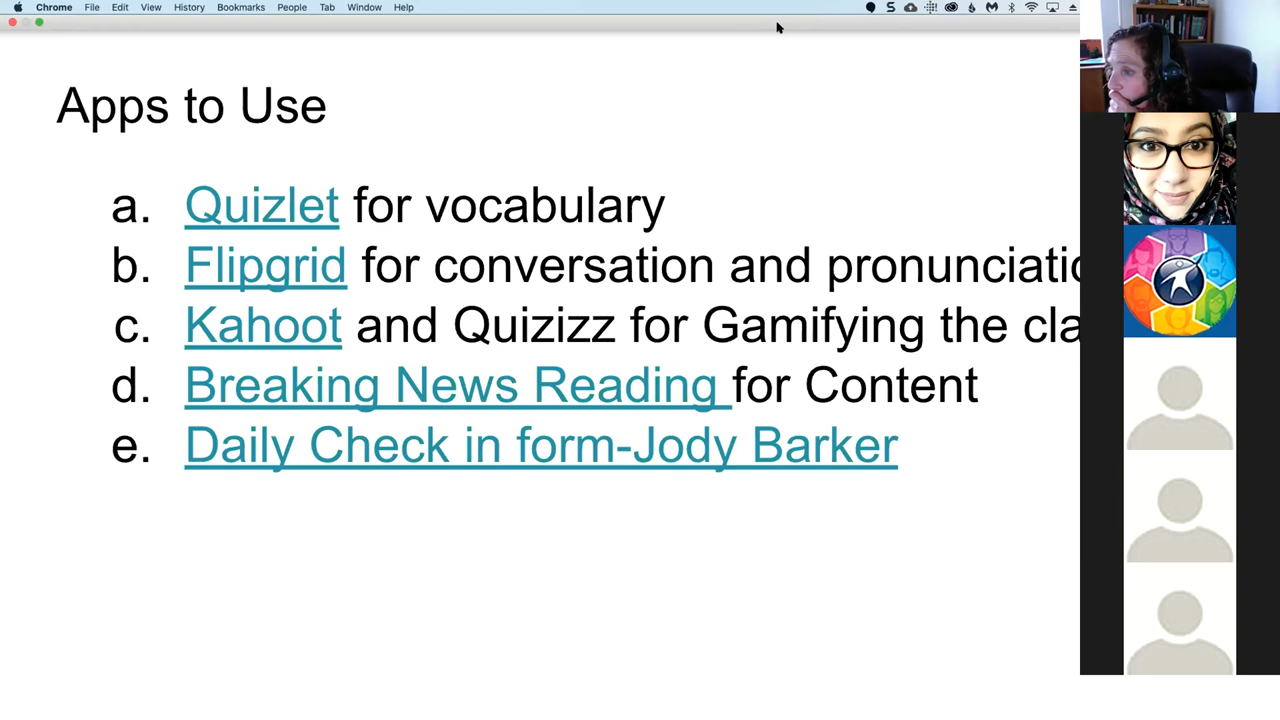 Chrome File Edit View History Bookmarks People Tab Window Help
Apps to Use
a. Quizlet for vocabulary
b. Flipgrid for conversation and pronunciatio
c. Kahoot and Quizizz for Gamifying the cla
d. Breaking News Reading for Content
e. Daily Check in form-Jody Barker